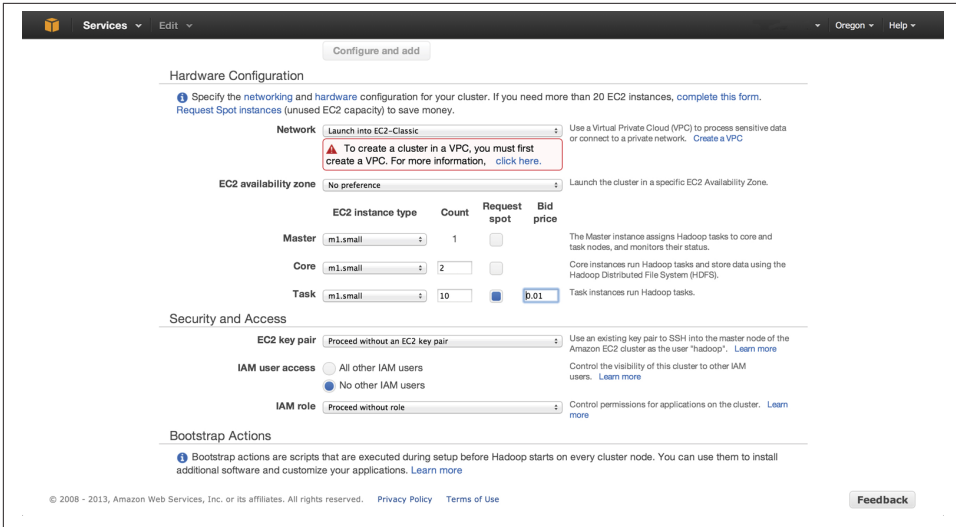 Services Edit Oregon Help
Configure and add
Hardware Configuration
Specify the networking and hardware configuration for your cluster. If you need more than 20 EC2 instances, complete this form.
Request Spot instances (unused EC2 capacity) to save money.
Network Launch into EC2-Classic Use a Virtual Private Cloud (VPC) to process sensitive data
or connect to a private network. Create a VPC
To create a cluster in a VPC, you must first
create a VPC. For more information, click here.
EC2 availability zone No preference Launch the cluster in a specific EC2 Availability Zone.
EC2 instance type Count Request spot Bid price
Master m1.small 1 The Master instance assigns Hadoop tasks to core and
task nodes, and monitors their status.
Core m1.small 2 Core instances run Hadoop tasks and store data using the
Hadoop Distributed File System (HDFS).
Task m1.small 10 0.01 Task instances run Hadoop tasks.
Security and Access
EC2 key pair Proceed without an EC2 key pair Use an existing key pair to SSH into the master node of the
Amazon EC2 cluster as the user "hadoop". Learn more
IAM user access All other IAM users Control the visibility of this cluster to other IAM
users. Learn more
No other IAM users
IAM role Proceed without role Control permissions for applications on the cluster. Learn
more
Bootstrap Actions
Bootstrap actions are scripts that are executed during setup before Hadoop starts on every cluster node. You can use them to install
additional software and customize your applications. Learn more
© 2008 - 2013, Amazon Web Services, Inc. or its affiliates. All rights reserved. Privacy Policy Terms of Use Feedback